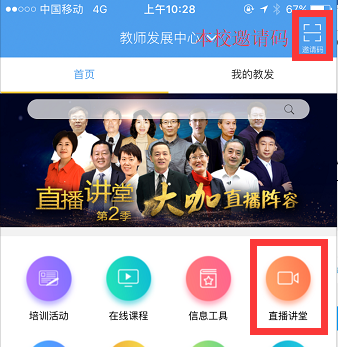 中国移动 4G 上午10:28 67%
教师发展中心 本校邀请码
邀请码
首页 我的教发
直播讲堂 第2季 大咖直播阵容
培训活动 在线课程 信息工具 直播讲堂